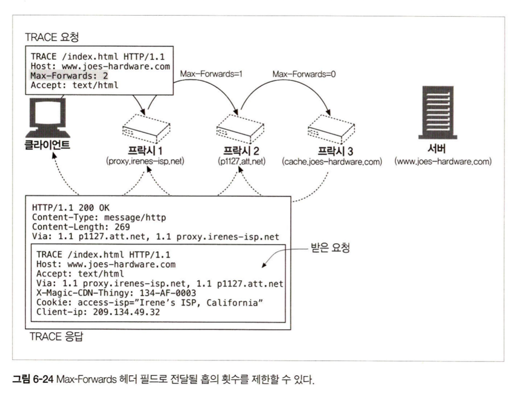 TRACE 요청
TRACE /index.html HTTP/1.1
Host: www.joes-hardware.com
Max-Forwards: 2
Accept: text/html
Max-Forwards=1
Max-Forwards=0
클라이언트
프락시 1
(proxy.irenes-isp.net)
프락시 2
(p1127.att.net)
프락시 3
(cache.joes-hardware.com)
서버
(www.joes-hardware.com)
HTTP/1.1 200 OK
Content-Type: message/http
Content-Length: 269
Via: 1.1 p1127.att.net, 1.1 proxy.irenes-isp.net
받은 요청
TRACE /index.html HTTP/1.1
Host: www.joes-hardware.com
Accept: text/html
Via: 1.1 proxy.irenes-isp.net, 1.1 p1127.att.net
X-Magic-CDN-Thingy: 134-AF-0003
Cookie: access-isp="Irene's ISP, California"
Client-ip: 209.134.49.32
TRACE 응답
그림 6-24 Max-Forwards 헤더 필드로 전달될 홉의 횟수를 제한할 수 있다.